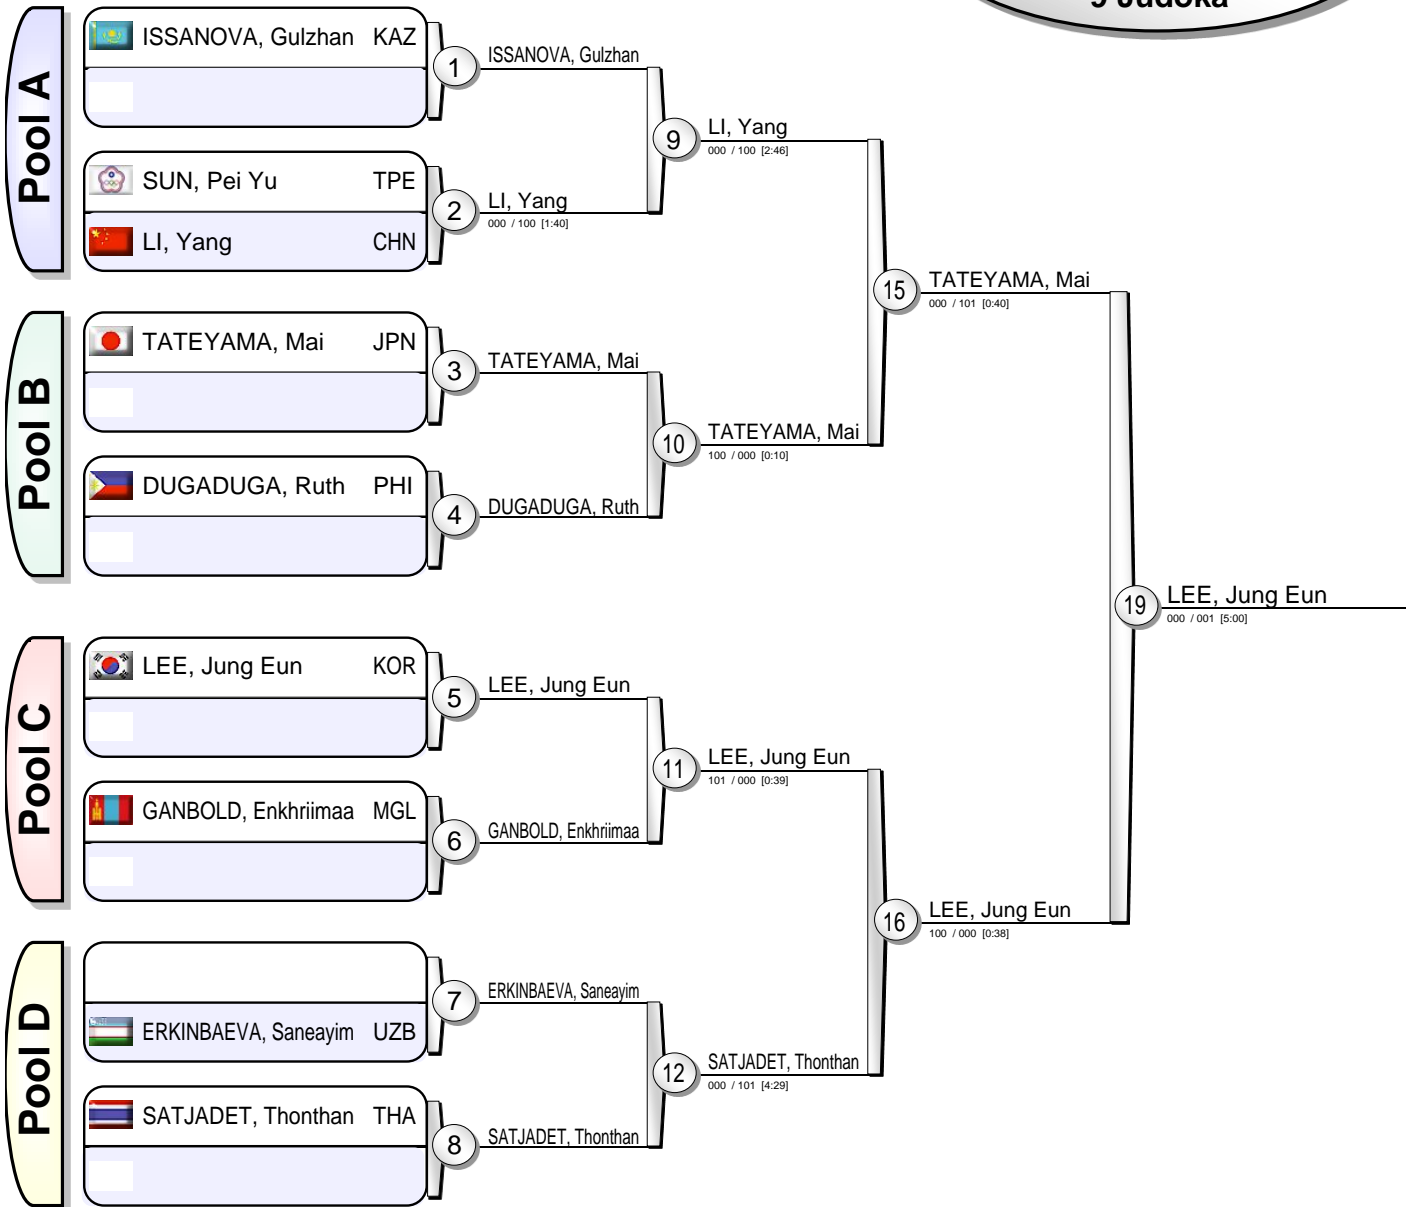 9 Judoka
Pool A
ISSANOVA, Gulzhan KAZ
SUN, Pei Yu TPE
LI, Yang CHN
1
ISSANOVA, Gulzhan
2
LI, Yang
000 / 100 [1:40]
9
LI, Yang
000 / 100 [2:46]
Pool B
TATEYAMA, Mai JPN
DUGADUGA, Ruth PHI
3
TATEYAMA, Mai
4
DUGADUGA, Ruth
10
TATEYAMA, Mai
100 / 000 [0:10]
15
TATEYAMA, Mai
000 / 101 [0:40]
Pool C
LEE, Jung Eun KOR
GANBOLD, Enkhriimaa MGL
5
LEE, Jung Eun
6
GANBOLD, Enkhriimaa
11
LEE, Jung Eun
101 / 000 [0:39]
Pool D
ERKINBAEVA, Saneayim UZB
SATJADET, Thonthan THA
7
ERKINBAEVA, Saneayim
8
SATJADET, Thonthan
12
SATJADET, Thonthan
000 / 101 [4:29]
16
LEE, Jung Eun
100 / 000 [0:38]
19
LEE, Jung Eun
000 / 001 [5:00]